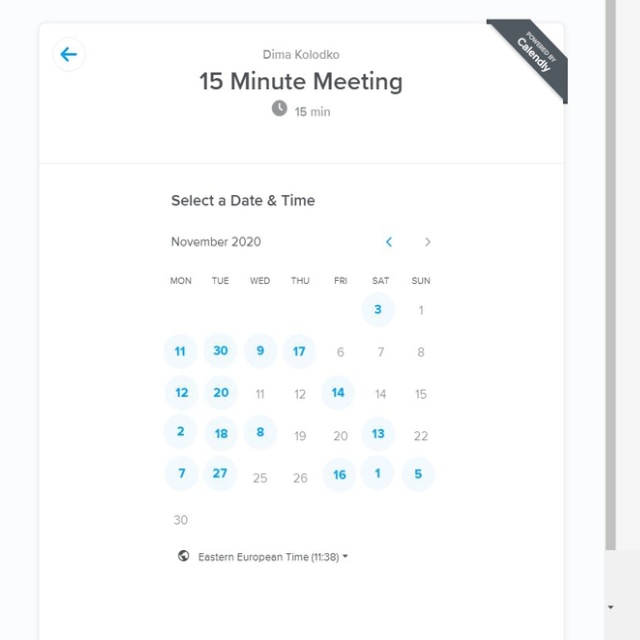 Dima Kolodko
POWERED BY
Calendly
15 Minute Meeting
15 min
Select a Date & Time
November 2020
MON TUE WED THU FRI SAT SUN
3 1
11 30 9 17 6 7 8
12 20 11 12 14 14 15
2 18 8 19 20 13 22
7 27 25 26 16 1 5
30
Eastern European Time (11:38)